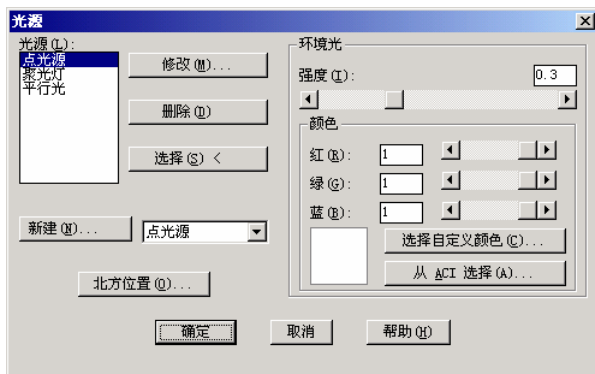 光源
光源(L):
点光源
聚光灯
平行光
修改(M)...
删除(D)
选择(S) <
新建(N)...
点光源
北方位置(O)...
环境光
强度(I):
0.3
颜色
红(R):
1
绿(G):
1
蓝(B):
1
选择自定义颜色(C)...
从 ACI 选择(A)...
确定
取消
帮助(H)